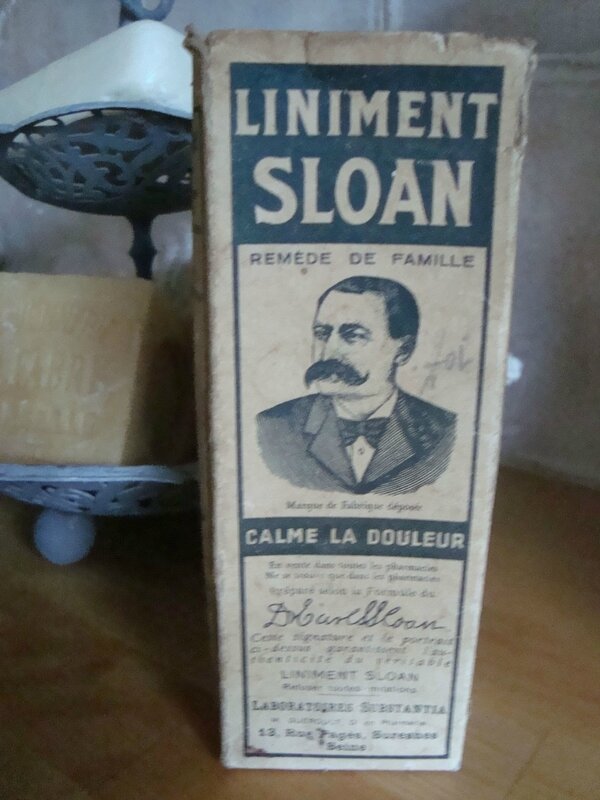 LINIMENT
SLOAN
REMÈDE DE FAMILLE
Marque de Fabrique déposée
CALME LA DOULEUR
En vente dans toutes les pharmacies
Ne se trouve que dans les pharmacies
Préparé selon la Formule du
Dr Earl S Sloan
Cette signature et le portrait
ci-dessus garantissent l'au-
thenticité du véritable
LINIMENT SLOAN
Refuser toutes imitations
LABORATOIRES SUBSTANTIA
13, Rue Pagès, Suresnes
Seine